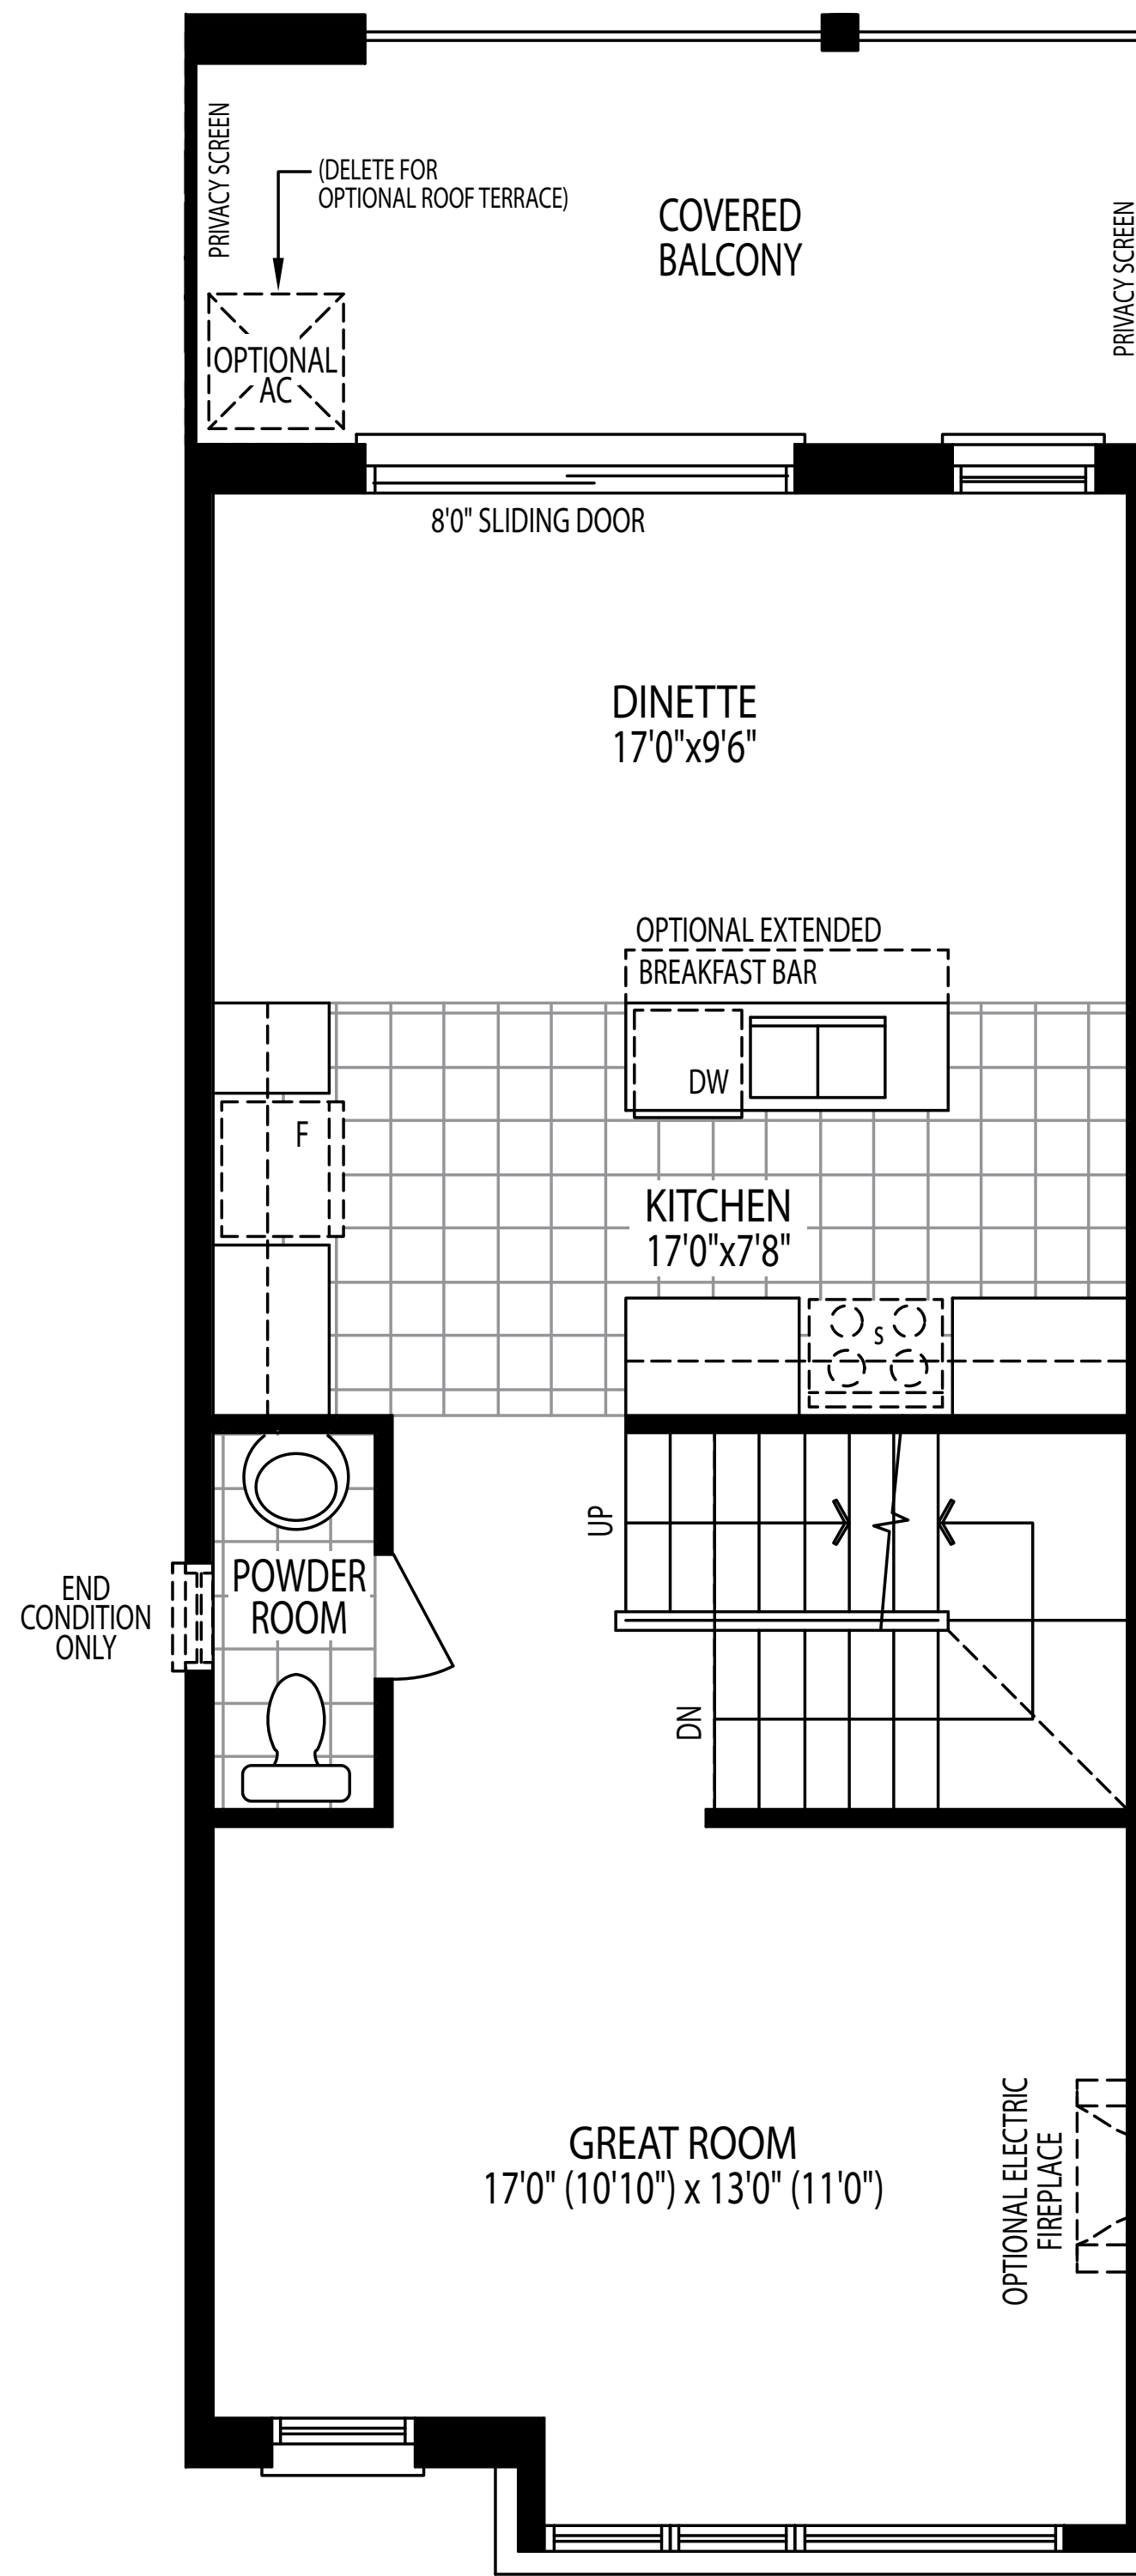 PRIVACY SCREEN
(DELETE FOR
OPTIONAL ROOF TERRACE)
COVERED
BALCONY
PRIVACY SCREEN
OPTIONAL
AC
8'0" SLIDING DOOR
DINETTE
17'0"x9'6"
OPTIONAL EXTENDED
BREAKFAST BAR
DW
F
KITCHEN
17'0"x7'8"
S
UP
POWDER
ROOM
END
CONDITION
ONLY
DN
GREAT ROOM
17'0" (10'10") x 13'0" (11'0")
OPTIONAL ELECTRIC
FIREPLACE